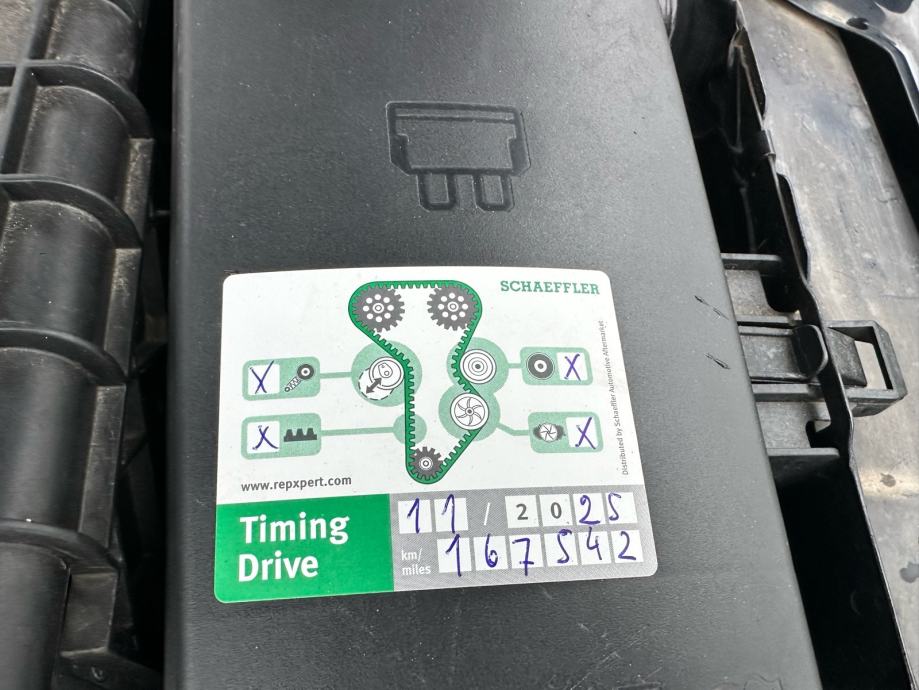 SCHAEFFLER
X
X
X
X
Distributed by Schaeffler Automotive Aftermarket
www.repxpert.com
Timing
Drive
11 / 2025
km/
miles
167542